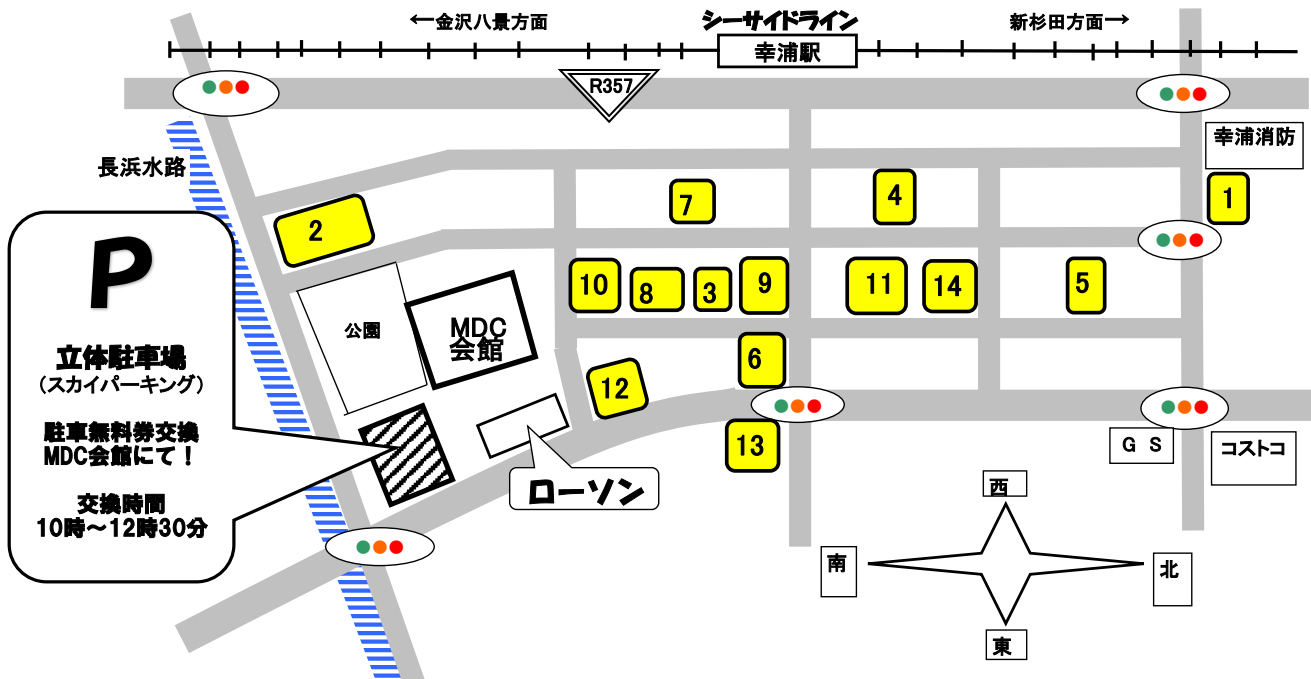 ←金沢八景方面
シーサイドライン
新杉田方面→
幸浦駅
R357
幸浦消防
長浜水路
1
4
7
2
P
立体駐車場
（スカイパーキング）
駐車無料券交換
MDC会館にて！
交換時間
10時～12時30分
公園
MDC
会館
10
8
3
9
11
14
5
6
12
13
ローソン
ＧＳ
コストコ
西
南
北
東